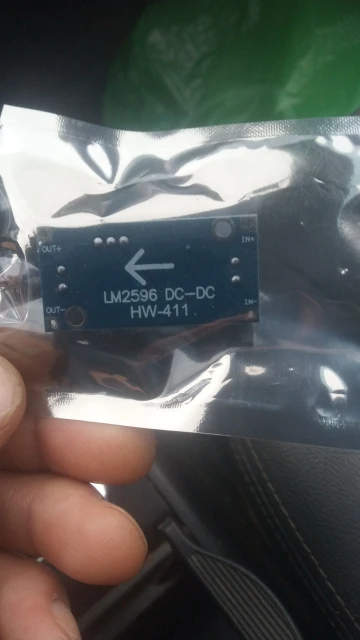 OUT+
IN+
LM2596 DC-DC
OUT-
IN-
HW-411